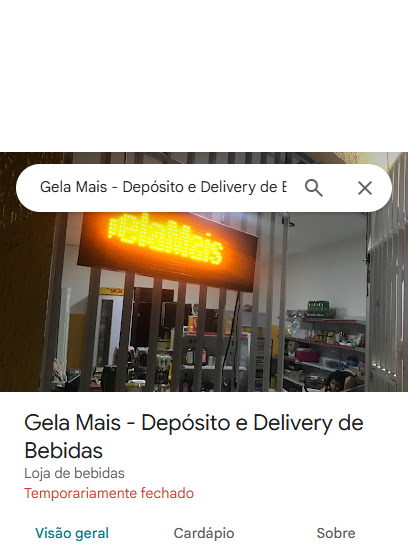 Gela Mais - Depósito e Delivery de B
GelaMais
Gela Mais - Depósito e Delivery de
Bebidas
Loja de bebidas
Temporariamente fechado
Visão geral Cardápio Sobre